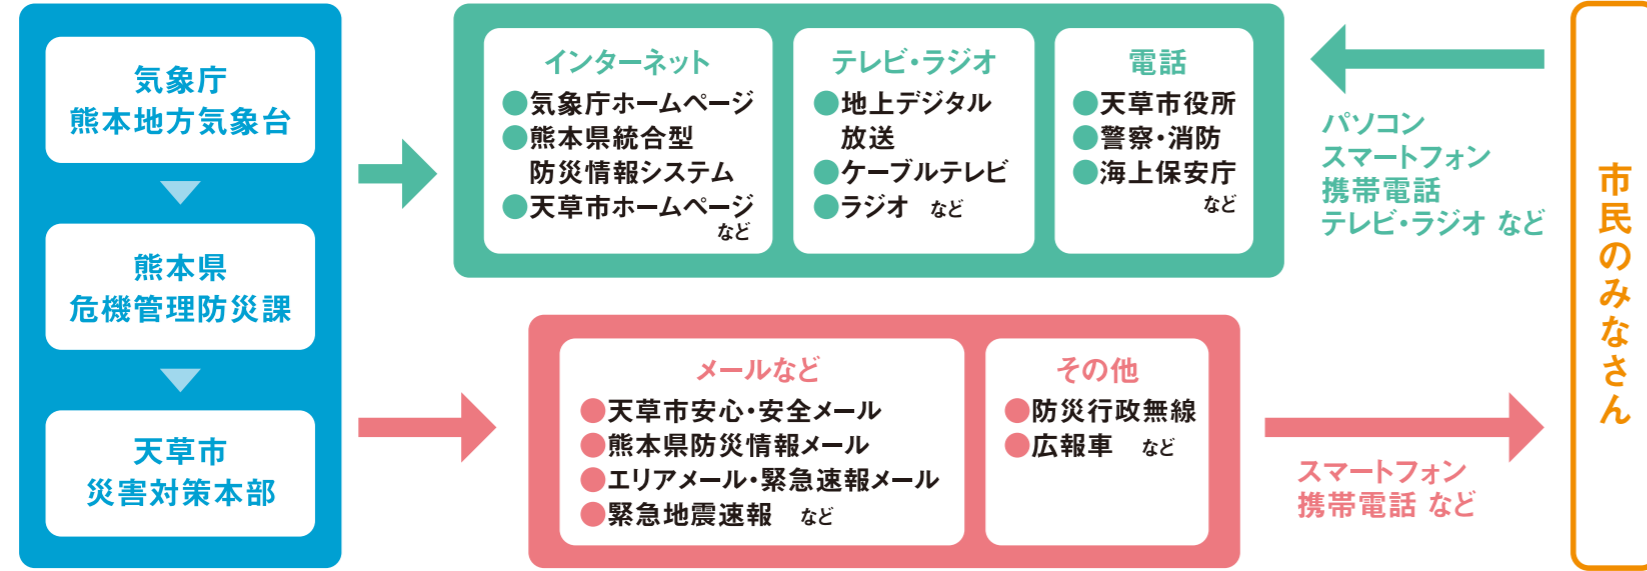 気象庁
熊本地方気象台
熊本県
危機管理防災課
天草市
災害対策本部
インターネット
●気象庁ホームページ
●熊本県統合型
防災情報システム
●天草市ホームページ
など
テレビ・ラジオ
●地上デジタル
放送
●ケーブルテレビ
●ラジオ など
電話
●天草市役所
●警察・消防
●海上保安庁
など
パソコン
スマートフォン
携帯電話
テレビ・ラジオ など
メールなど
●天草市安心・安全メール
●熊本県防災情報メール
●エリアメール・緊急速報メール
●緊急地震速報 など
その他
●防災行政無線
●広報車 など
スマートフォン
携帯電話 など
市民のみなさん